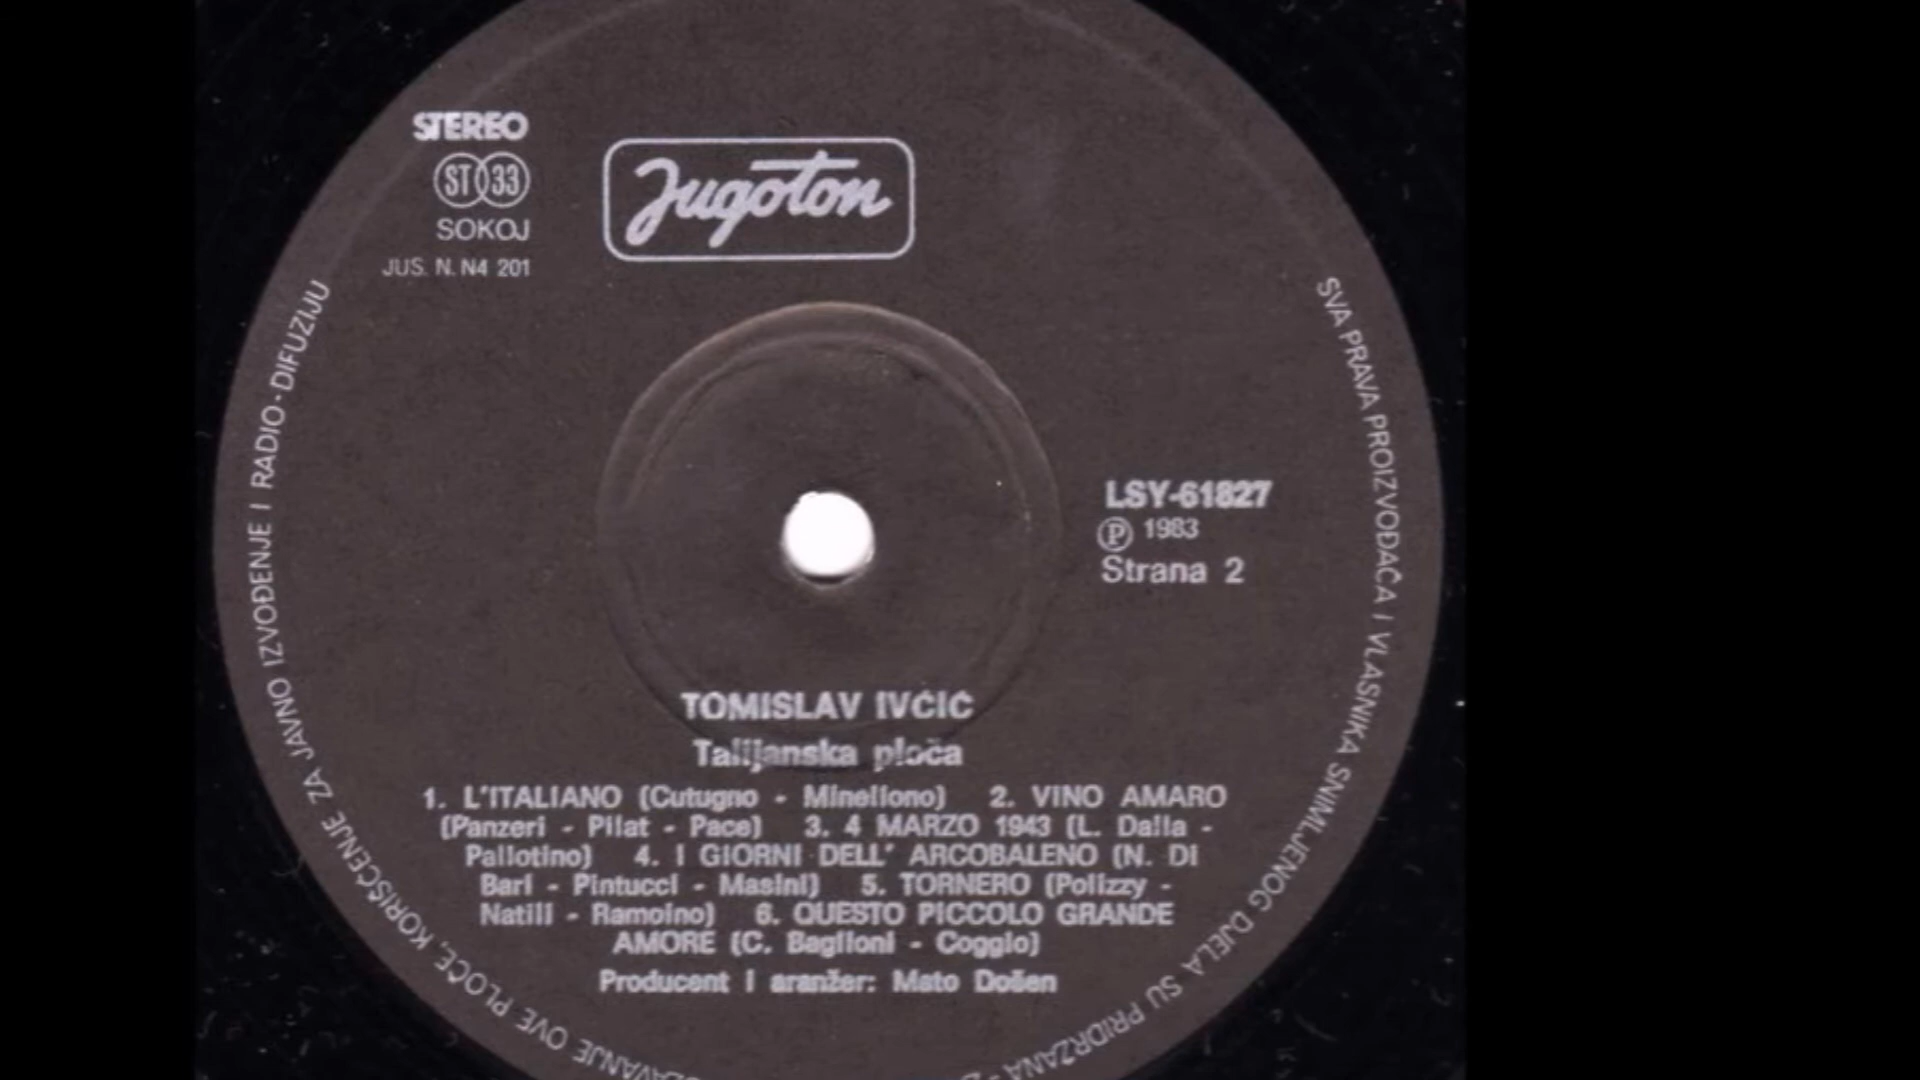 STEREO
ST 33
SOKOJ
JUS. N. N4 201
Jugoton
LSY-61827
Ⓟ 1983
Strana 2
TOMISLAV IVČIĆ
Talijanska ploča
1. L'ITALIANO (Cutugno - Minellono) 2. VINO AMARO
(Panzeri - Pilat - Pace) 3. 4 MARZO 1943 (L. Dalla -
Pallotino) 4. I GIORNI DELL' ARCOBALENO (N. DI
Bari - Pintucci - Masini) 5. TORNERO (Polizzy -
Natili - Ramoino) 6. QUESTO PICCOLO GRANDE
AMORE (C. Baglioni - Coggio)
Producent i aranžer: Mato Došen
SVA PRAVA PROIZVOĐAČA I VLASNIKA SNIMLJENOG DJELA SU PRIDRŽANA -
OVE PLOČE, KORIŠĆENJE ZA JAVNO IZVOĐENJE I RADIO-DIFUZIJU